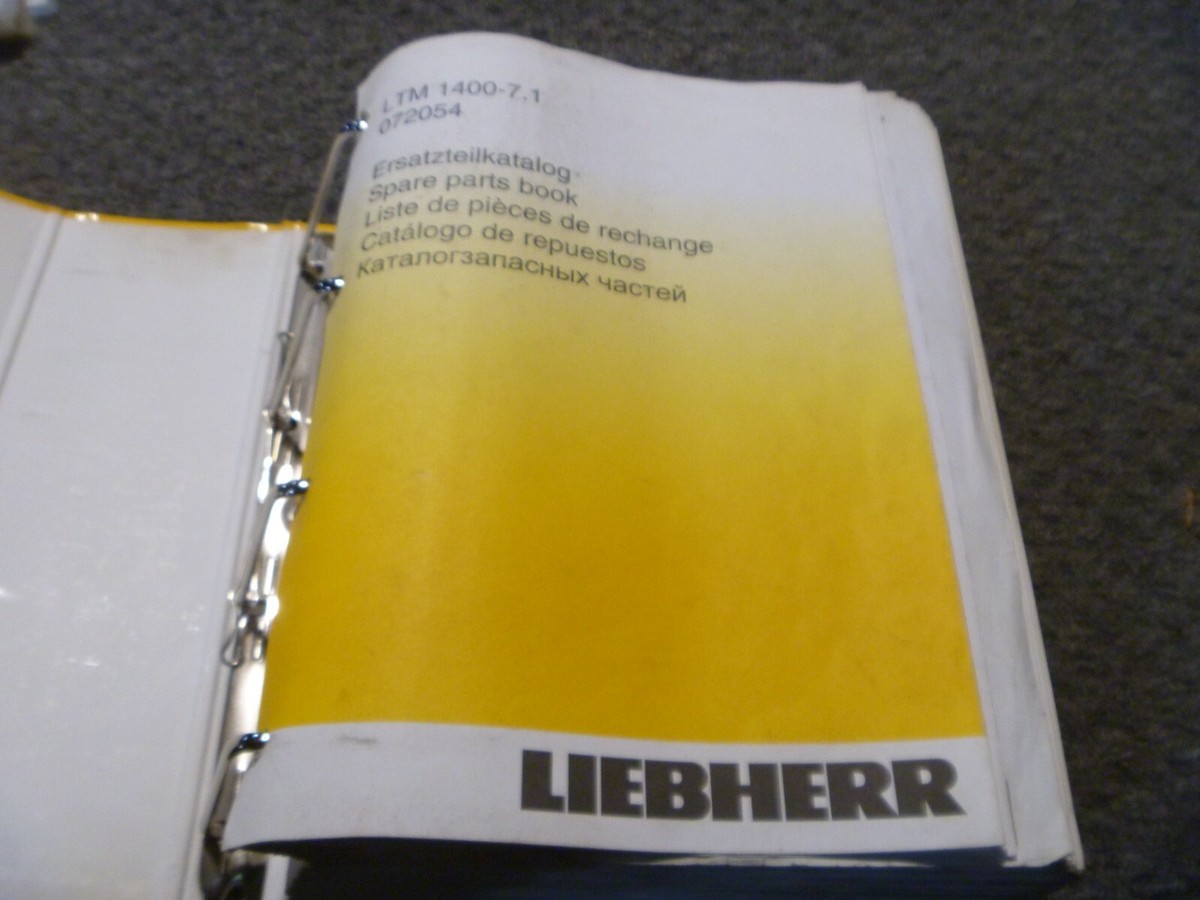 LTM 1400-7.1
072054
Ersatzteilkatalog
Spare parts book
Liste de pièces de rechange
Catálogo de repuestos
Каталогзапасных частей
LIEBHERR